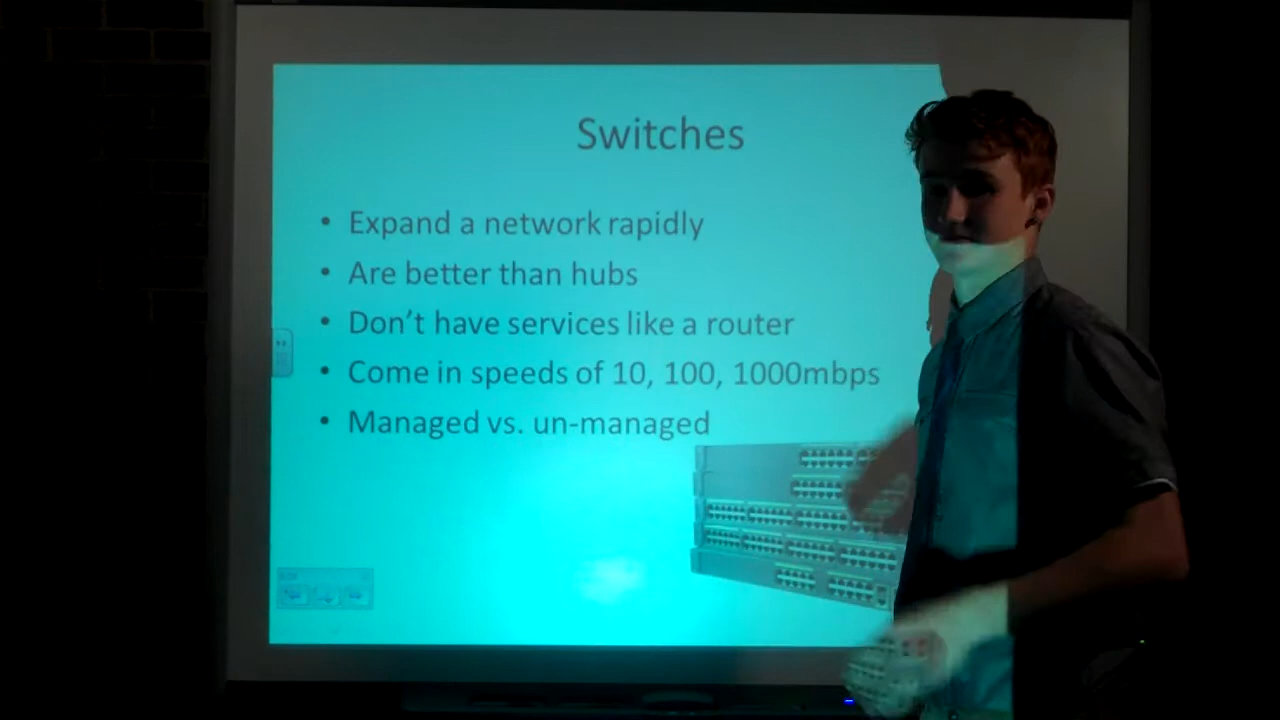 Switches
• Expand a network rapidly
• Are better than hubs
• Don't have services like a router
• Come in speeds of 10, 100, 1000mbps
• Managed vs. un-managed